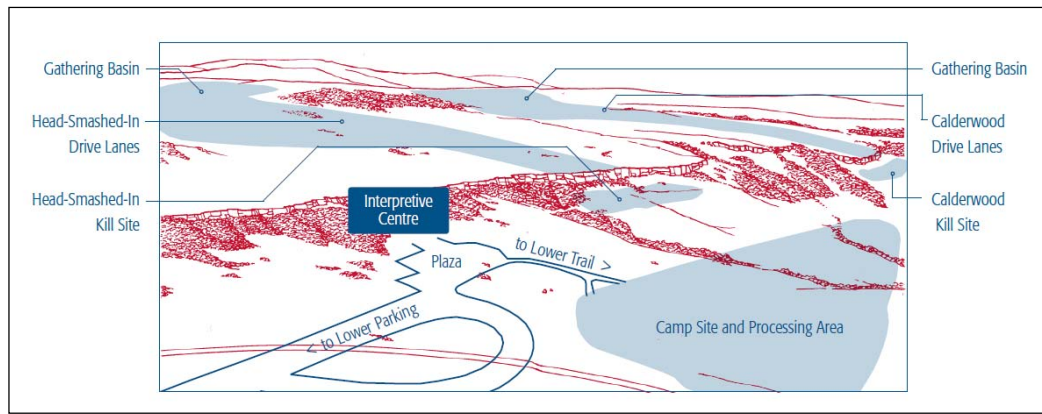 Gathering Basin
Head-Smashed-In
Drive Lanes
Head-Smashed-In
Kill Site
Gathering Basin
Calderwood
Drive Lanes
Calderwood
Kill Site
Interpretive
Centre
Plaza
to Lower Trail >
< to Lower Parking
Camp Site and Processing Area